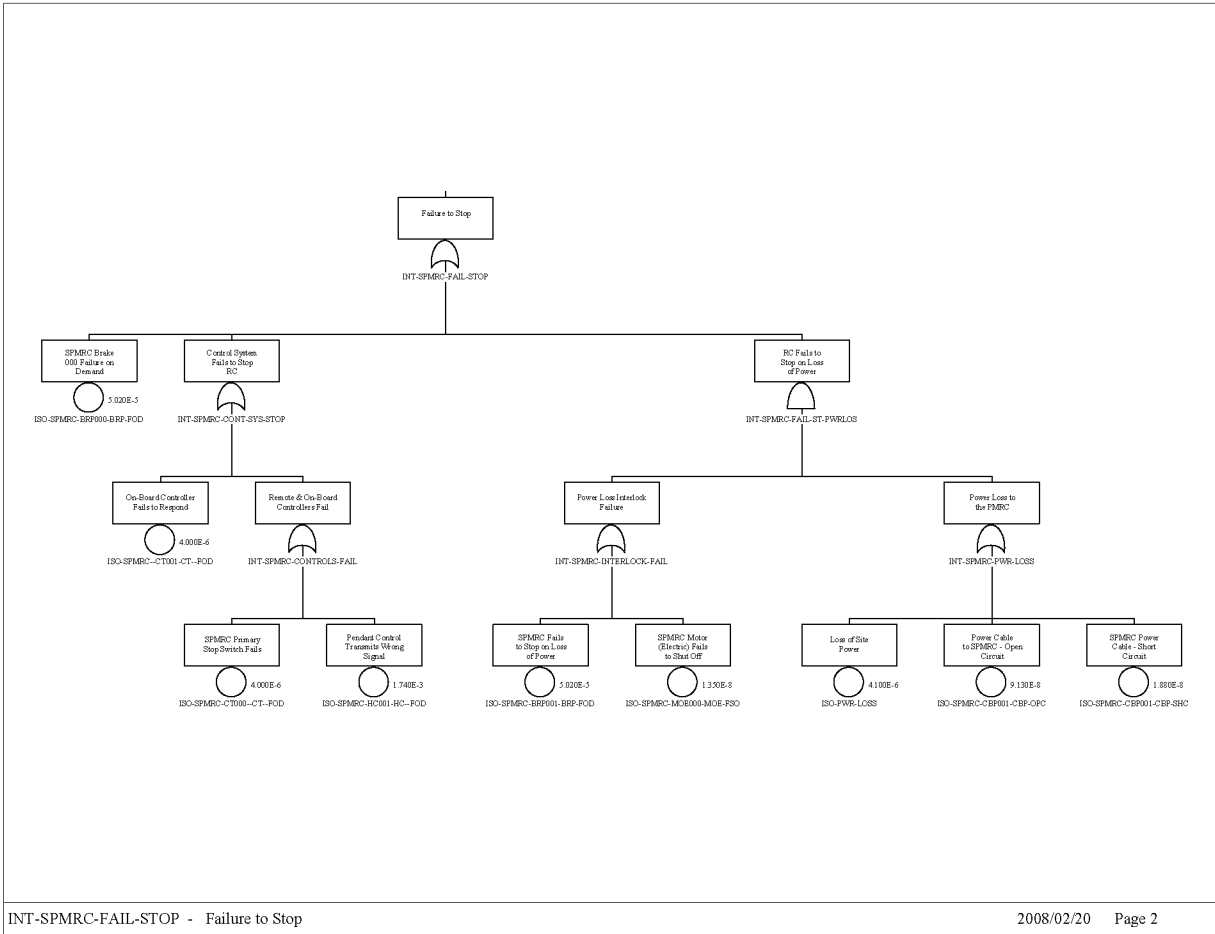 Failure to Stop
INT-SPMRC-FAIL-STOP
SPMRC Brake
000 Failure on
Demand
5.020E-5
ISO-SPMRC-BRP000-BRP-FOD
Control System
Fails to Stop
RC
INT-SPMRC-CONT-SYS-STOP
RC Fails to
Stop on Loss
of Power
INT-SPMRC-FAIL-ST-PWRLOS
On-Board Controller
Fails to Respond
4.000E-6
ISO-SPMRC--CT001-CT--FOD
Remote & On-Board
Controllers Fail
INT-SPMRC-CONTROLS-FAIL
Power Loss Interlock
Failure
INT-SPMRC-INTERLOCK-FAIL
Power Loss to
the PMRC
INT-SPMRC-PWR-LOSS
SPMRC Primary
Stop Switch Fails
4.000E-6
ISO-SPMRC-CT000--CT--FOD
Pendant Control
Transmits Wrong
Signal
1.740E-3
ISO-SPMRC-HC001-HC--FOD
SPMRC Fails
to Stop on Loss
of Power
5.020E-5
ISO-SPMRC-BRP001-BRP-FOD
SPMRC Motor
(Electric) Fails
to Shut Off
1.350E-8
ISO-SPMRC-MOE000-MOE-FSO
Loss of Site
Power
4.100E-6
ISO-PWR-LOSS
Power Cable
to SPMRC - Open
Circuit
9.130E-8
ISO-SPMRC-CBP001-CBP-OPC
SPMRC Power
Cable - Short
Circuit
1.880E-8
ISO-SPMRC-CBP001-CBP-SHC
INT-SPMRC-FAIL-STOP - Failure to Stop
2008/02/20 Page 2